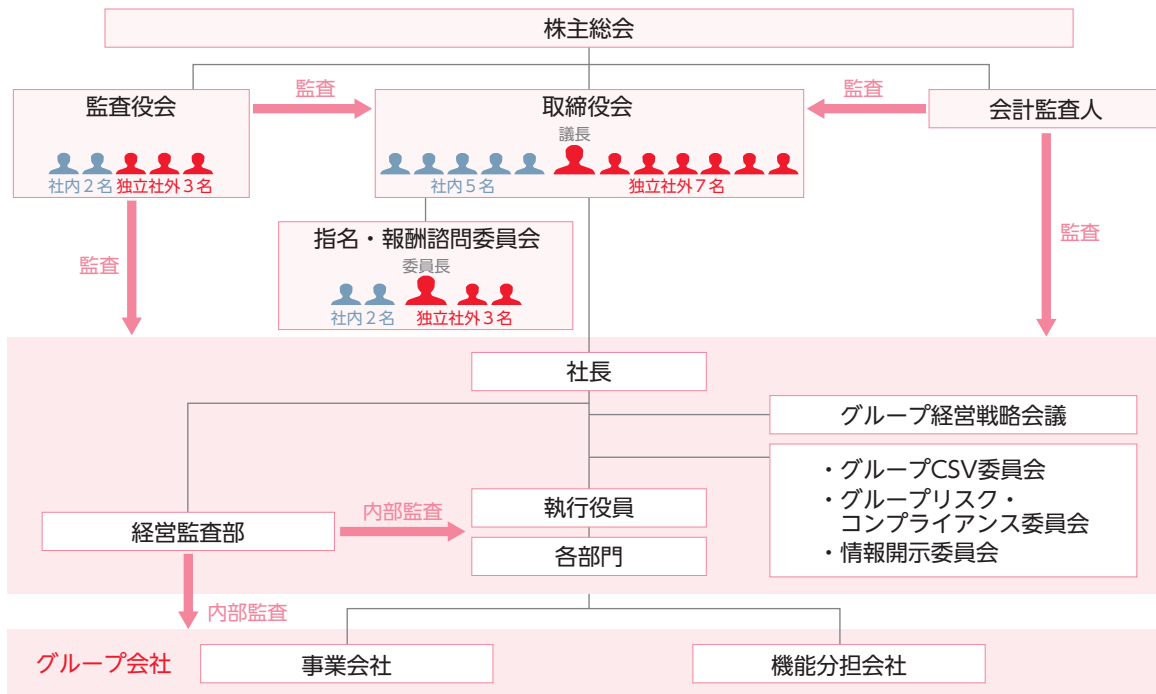 株主総会
監査
監査
監査役会
取締役会
会計監査人
議長
社内2名 独立社外3名
社内5名
独立社外7名
監査
監査
指名・報酬諮問委員会
委員長
社内2名
独立社外3名
社長
グループ経営戦略会議
・グループCSV委員会
・グループリスク・
コンプライアンス委員会
・情報開示委員会
経営監査部
内部監査
執行役員
各部門
内部監査
グループ会社
事業会社
機能分担会社